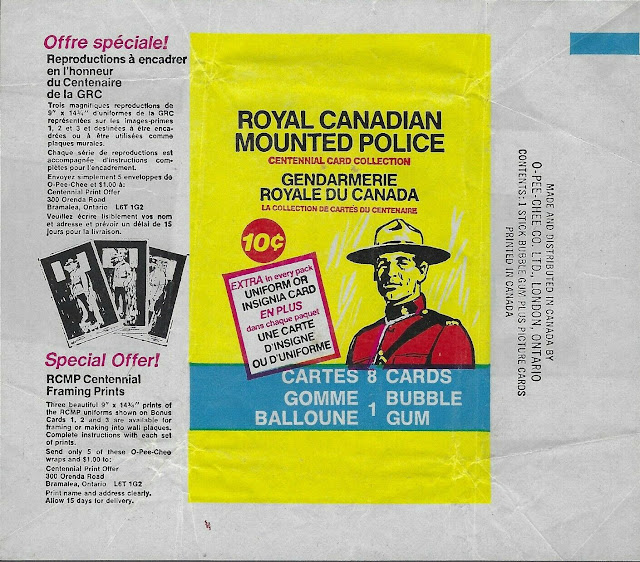 Offre spéciale!
Reproductions à encadrer
en l'honneur
du Centenaire
de la GRC
Trois magnifiques reproductions de
9" x 14¾" d'uniformes de la GRC
représentées sur les images-primes
1, 2 et 3 et destinées à être enca-
drées ou à être utilisées comme
plaques murales.
Chaque série de reproductions est
accompagnée d'instructions com-
plètes pour l'encadrement.
Envoyez simplement 5 enveloppes de
O-Pee-Chee et $1.00 à:
Centennial Print Offer
300 Orenda Road
Bramalea, Ontario L6T 1G2
Veuillez écrire lisiblement vos nom
et adresse et prévoir un délai de 15
jours pour la livraison.
Special Offer!
RCMP Centennial
Framing Prints
Three beautiful 9" x 14¾" prints of
the RCMP uniforms shown on Bonus
Cards 1, 2 and 3 are available for
framing or making into wall plaques.
Complete instructions with each set
of prints.
Send only 5 of these O-Pee-Chee
wraps and $1.00 to:
Centennial Print Offer
300 Orenda Road
Bramalea, Ontario L6T 1G2
Print name and address clearly.
Allow 15 days for delivery.
ROYAL CANADIAN
MOUNTED POLICE
CENTENNIAL CARD COLLECTION
GENDARMERIE
ROYALE DU CANADA
LA COLLECTION DE CARTES DU CENTENAIRE
10¢
EXTRA in every pack
UNIFORM OR
INSIGNIA CARD
EN PLUS
dans chaque paquet
UNE CARTE
D'INSIGNE
OU D'UNIFORME
CARTES 8 CARDS
GOMME BUBBLE
BALLOUNE 1 GUM
MADE AND DISTRIBUTED IN CANADA BY
O-PEE-CHEE CO. LTD., LONDON, ONTARIO
CONTENTS: 1 STICK BUBBLE GUM PLUS PICTURE CARDS
PRINTED IN CANADA